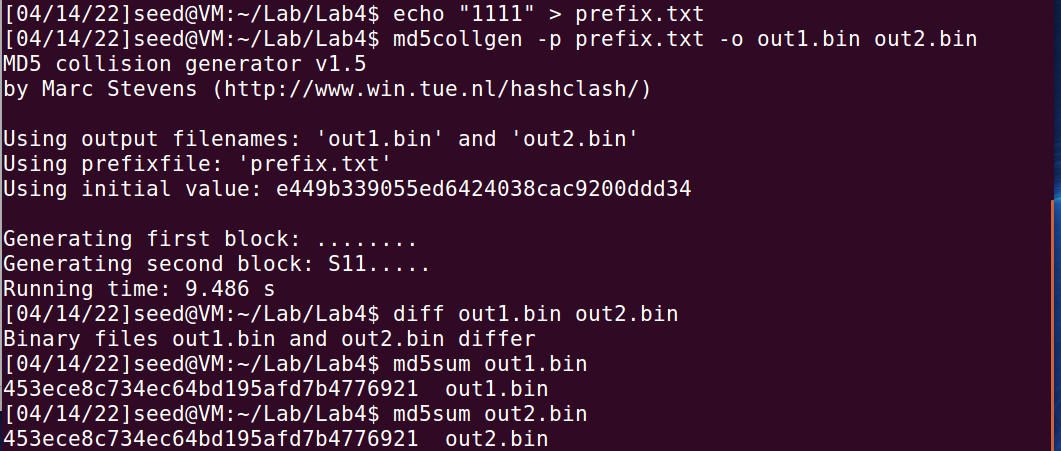 [04/14/22]seed@VM:~/Lab/Lab4$ echo "1111" > prefix.txt
[04/14/22]seed@VM:~/Lab/Lab4$ md5collgen -p prefix.txt -o out1.bin out2.bin
MD5 collision generator v1.5
by Marc Stevens (http://www.win.tue.nl/hashclash/)
Using output filenames: 'out1.bin' and 'out2.bin'
Using prefixfile: 'prefix.txt'
Using initial value: e449b339055ed6424038cac9200ddd34
Generating first block: ........
Generating second block: S11.....
Running time: 9.486 s
[04/14/22]seed@VM:~/Lab/Lab4$ diff out1.bin out2.bin
Binary files out1.bin and out2.bin differ
[04/14/22]seed@VM:~/Lab/Lab4$ md5sum out1.bin
453ece8c734ec64bd195afd7b4776921  out1.bin
[04/14/22]seed@VM:~/Lab/Lab4$ md5sum out2.bin
453ece8c734ec64bd195afd7b4776921  out2.bin